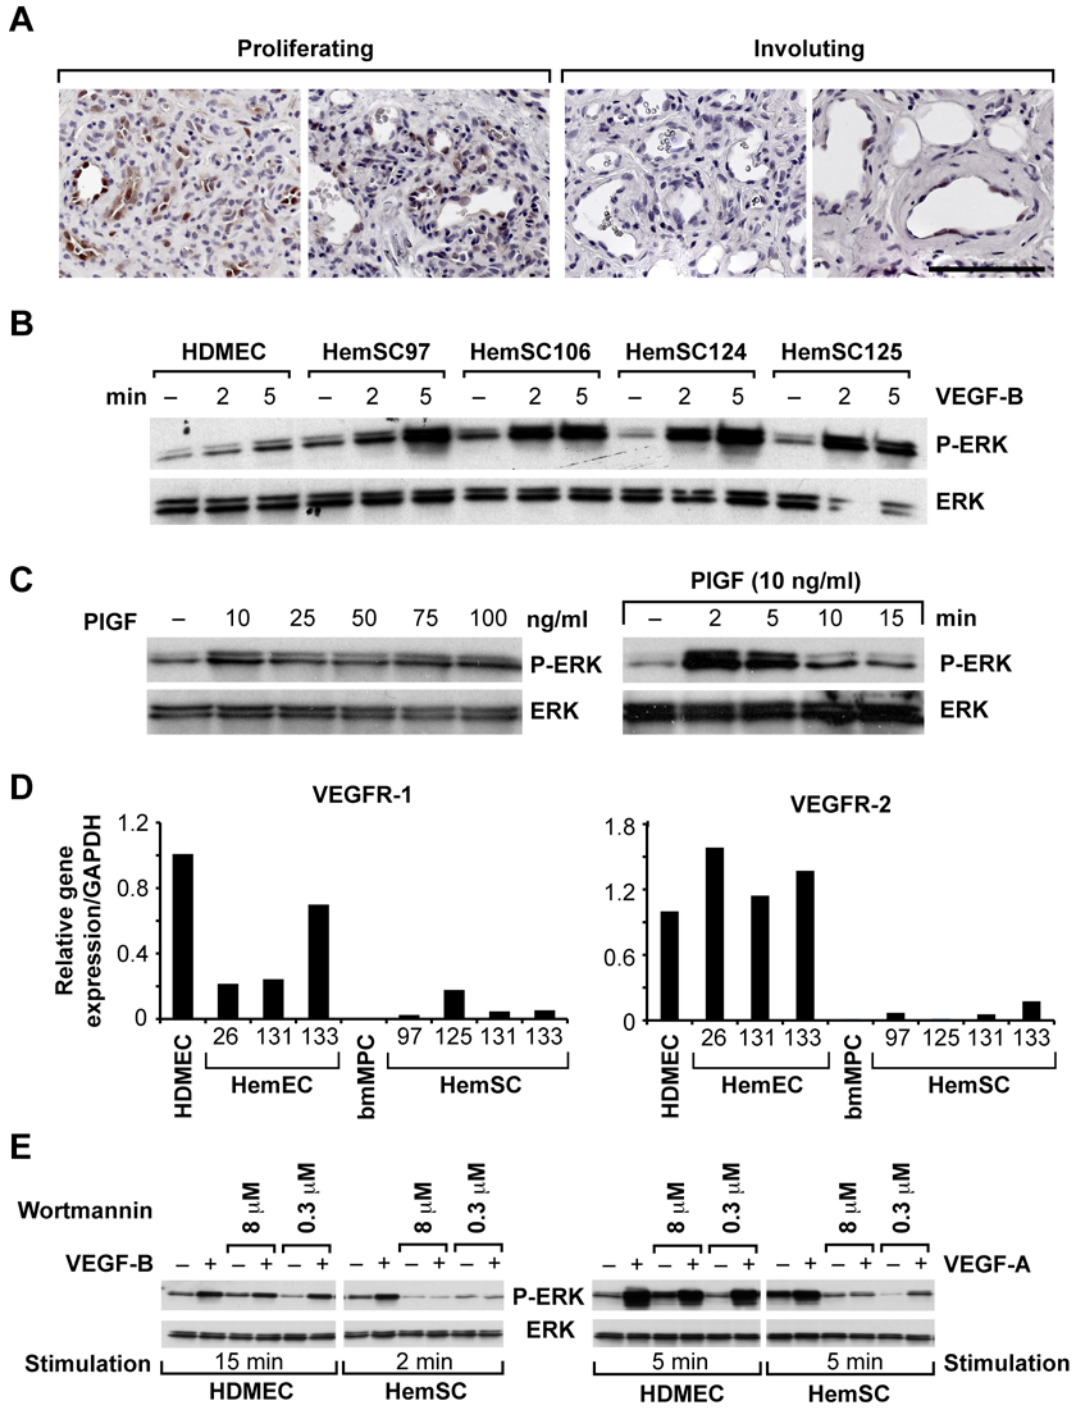 A
Proliferating Involuting
B
HDMEC HemSC97 HemSC106 HemSC124 HemSC125
min – 2 5 – 2 5 – 2 5 – 2 5 – 2 5 VEGF-B
P-ERK
ERK
C
PIGF (10 ng/ml)
PIGF – 10 25 50 75 100 ng/ml – 2 5 10 15 min
P-ERK P-ERK
ERK ERK
D
VEGFR-1
Relative gene
expression/GAPDH
1.2
0.8
0.4
0
HDMEC 26 131 133 bmMPC 97 125 131 133
HemEC HemSC
VEGFR-2
1.8
1.2
0.6
0
HDMEC 26 131 133 bmMPC 97 125 131 133
HemEC HemSC
E
Wortmannin 8 µM 0.3 µM 8 µM 0.3 µM 8 µM 0.3 µM 8 µM 0.3 µM
VEGF-B – + – + – + – + – + – + – + – + – + – + – + – + VEGF-A
P-ERK
ERK
Stimulation 15 min 2 min 5 min 5 min Stimulation
HDMEC HemSC HDMEC HemSC